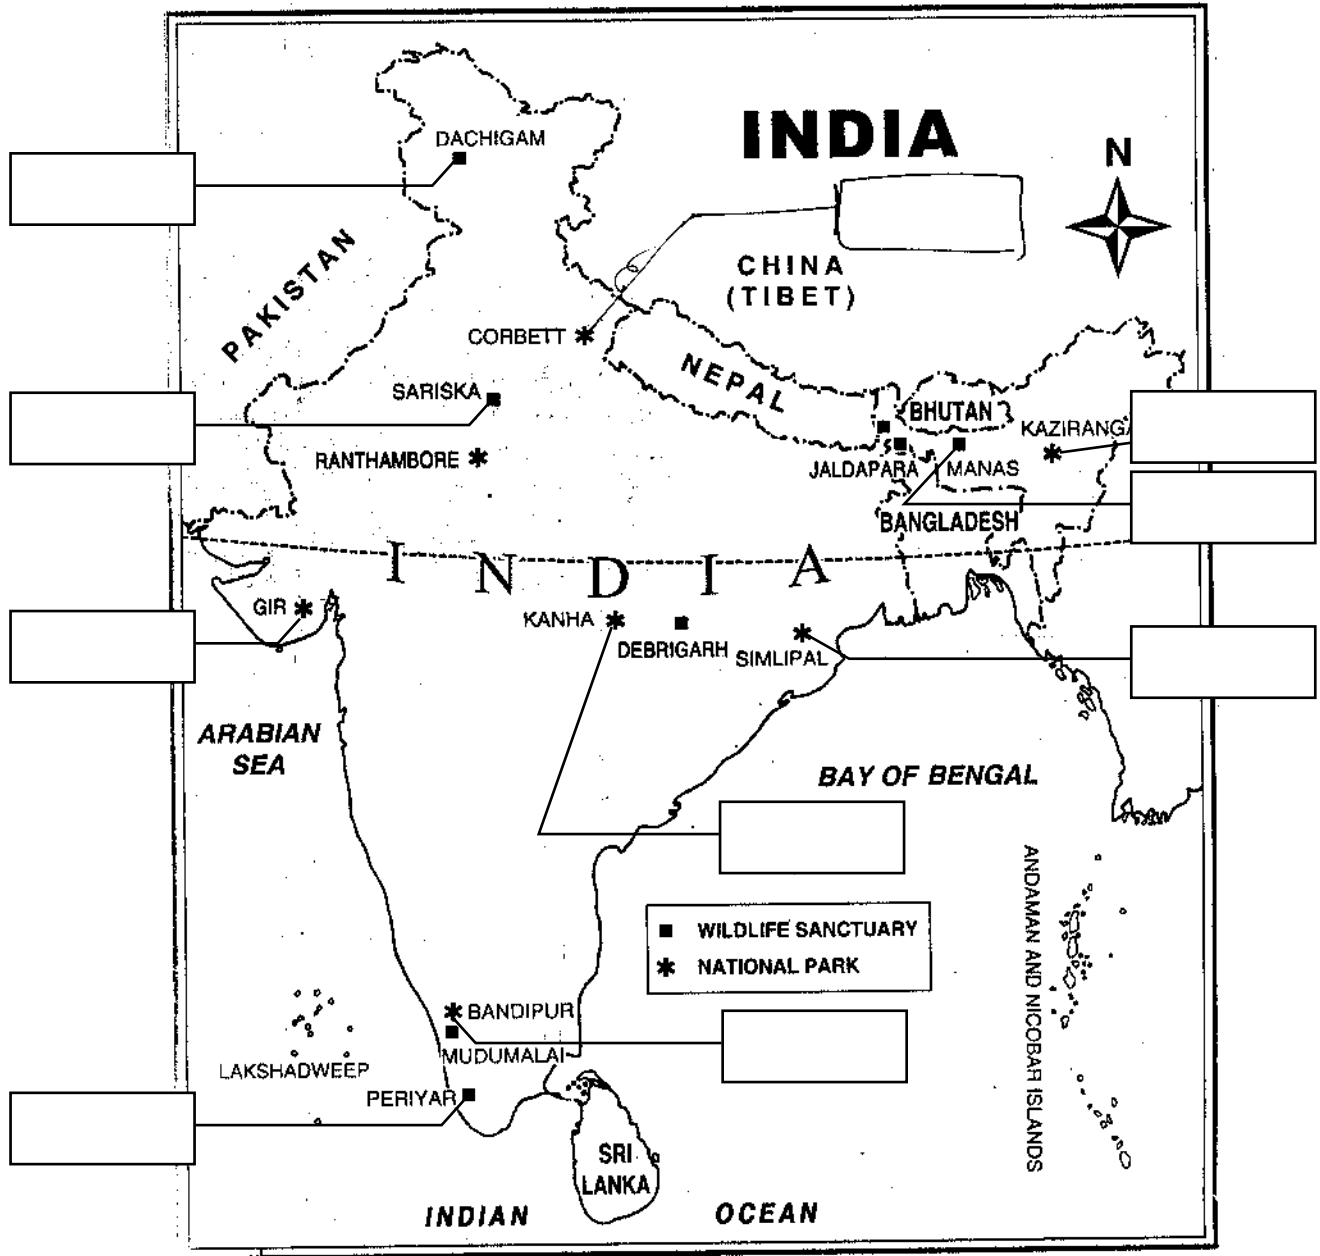 INDIA
N
DACHIGAM
PAKISTAN
CHINA
(TIBET)
CORBETT
NEPAL
SARISKA
BHUTAN
KAZIRANGA
RANTHAMBORE
JALDAPARA
MANAS
BANGLADESH
INDIA
GIR
KANHA
DEBRIGARH
SIMLIPAL
ARABIAN
SEA
BAY OF BENGAL
WILDLIFE SANCTUARY
NATIONAL PARK
ANDAMAN AND NICOBAR ISLANDS
BANDIPUR
MUDUMALAI
LAKSHADWEEP
PERIYAR
SRI
LANKA
INDIAN OCEAN